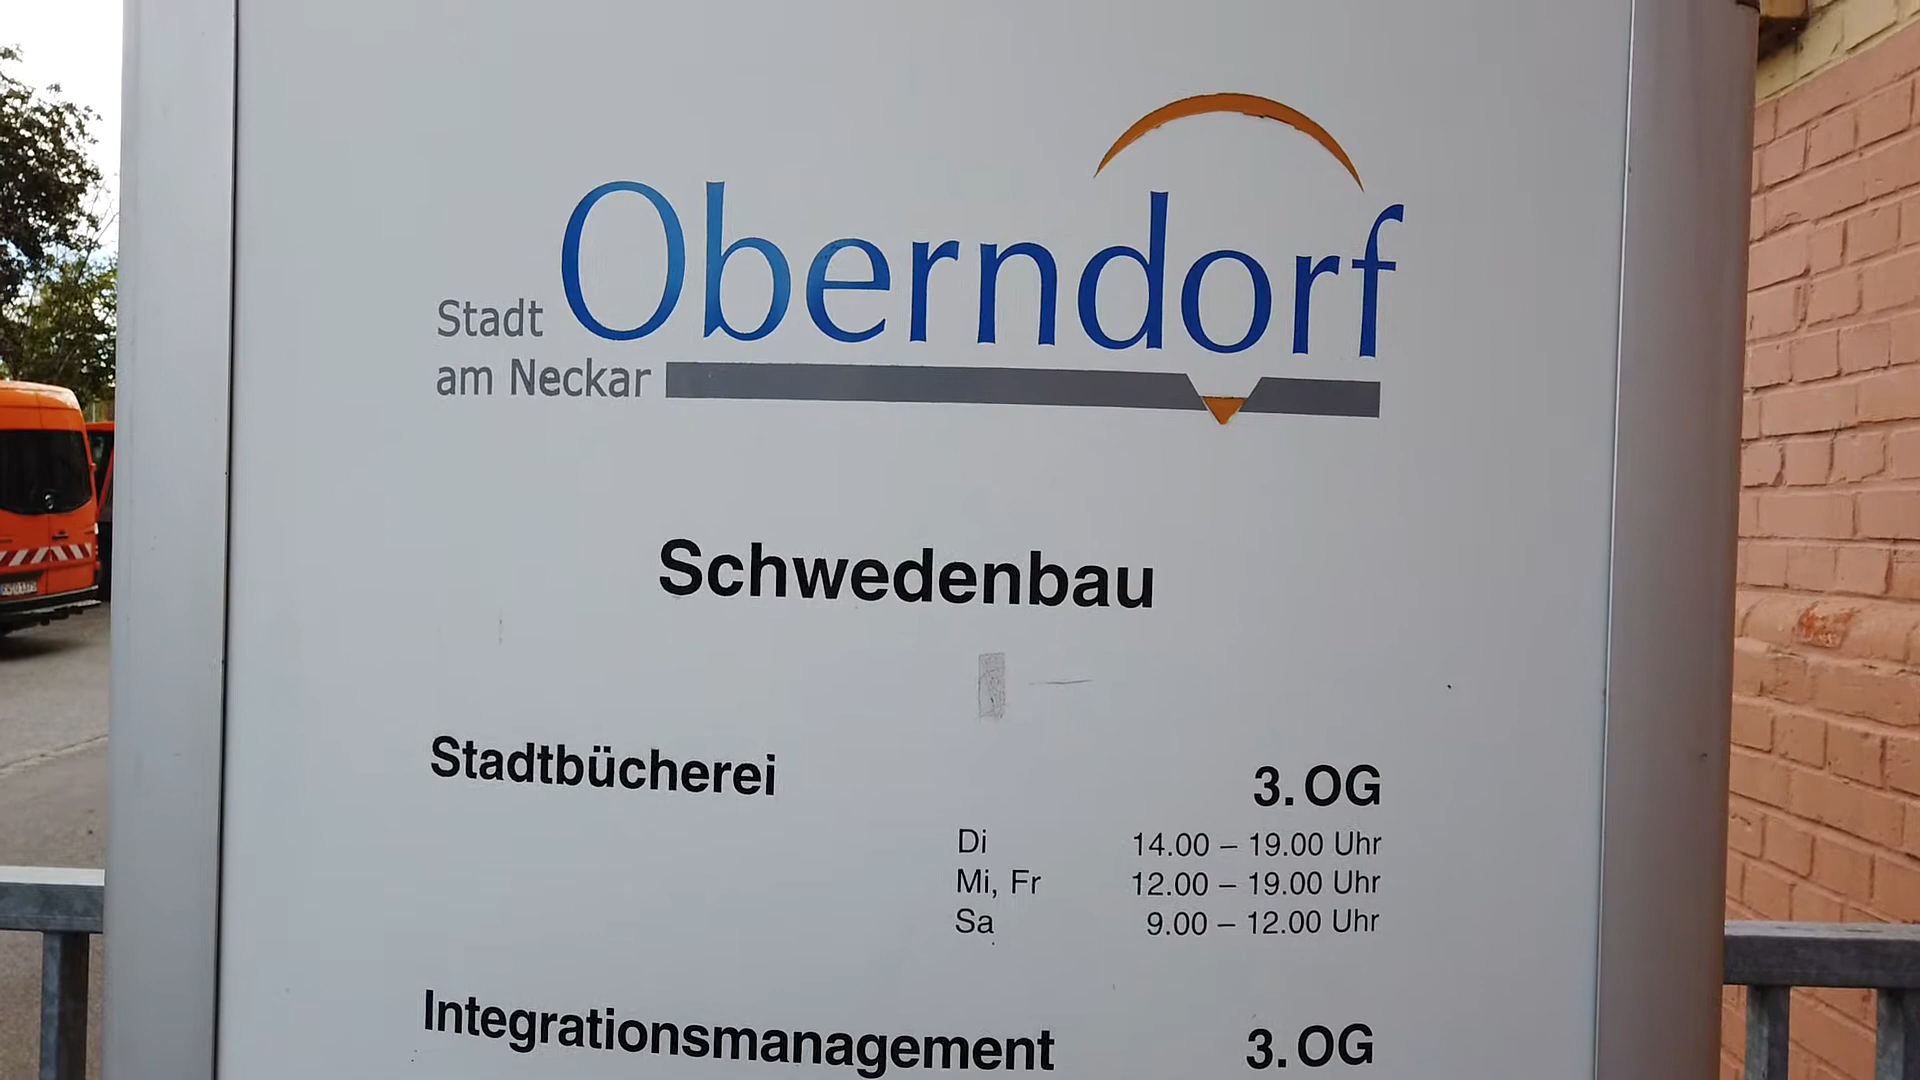 Stadt Oberndorf
am Neckar
Schwedenbau
Stadtbücherei 3. OG
Di 14.00 – 19.00 Uhr
Mi, Fr 12.00 – 19.00 Uhr
Sa 9.00 – 12.00 Uhr
Integrationsmanagement 3. OG